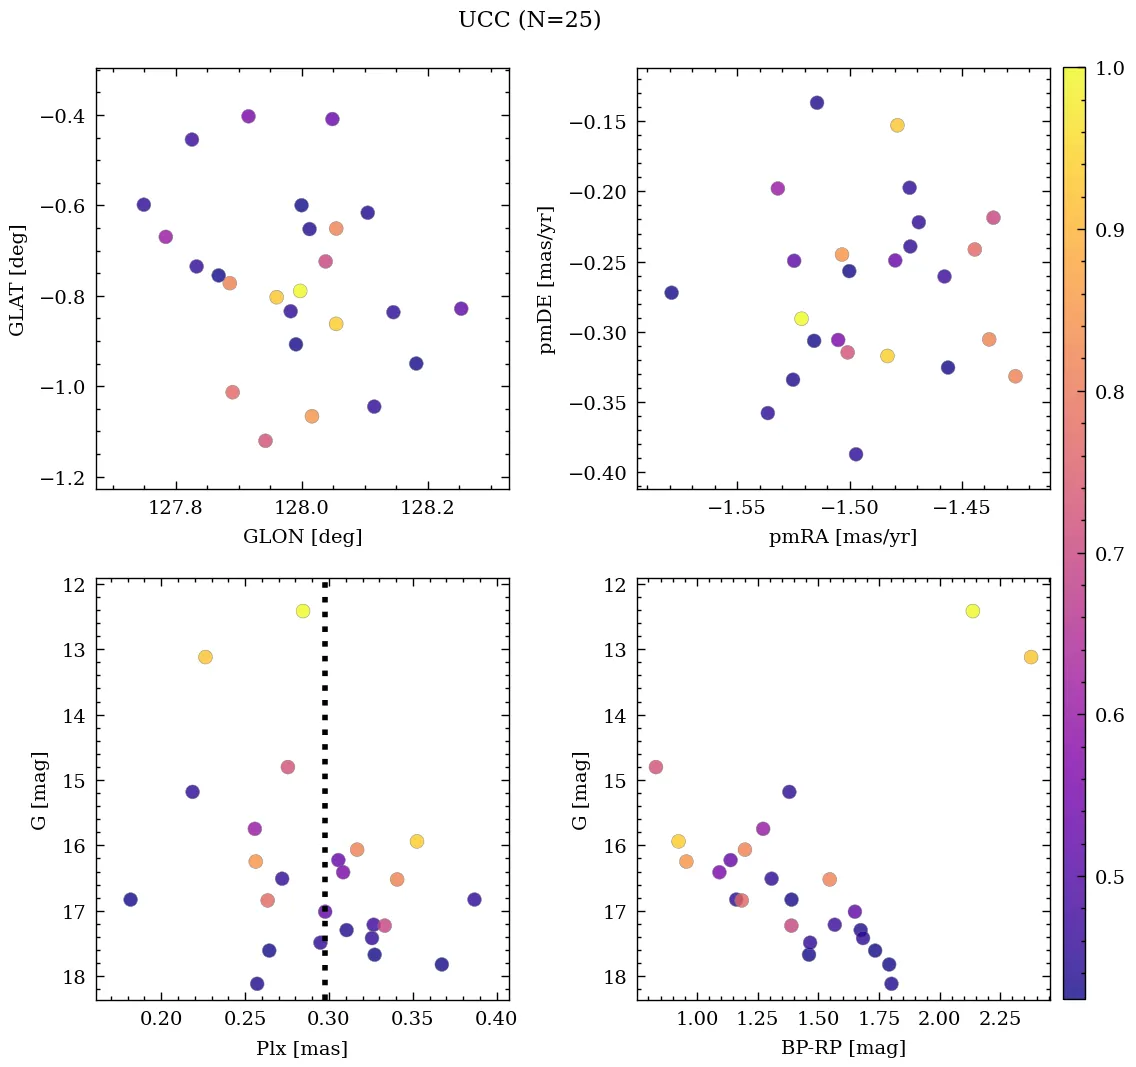 UCC (N=25)
−0.4
−0.6
−0.8
−1.0
−1.2
GLAT [deg]
127.8 128.0 128.2
GLON [deg]
−0.15
−0.20
−0.25
−0.30
−0.35
−0.40
pmDE [mas/yr]
−1.55 −1.50 −1.45
pmRA [mas/yr]
12
13
14
15
16
17
18
G [mag]
0.20 0.25 0.30 0.35 0.40
Plx [mas]
12
13
14
15
16
17
18
G [mag]
1.00 1.25 1.50 1.75 2.00 2.25
BP-RP [mag]
1.0
0.9
0.8
0.7
0.6
0.5